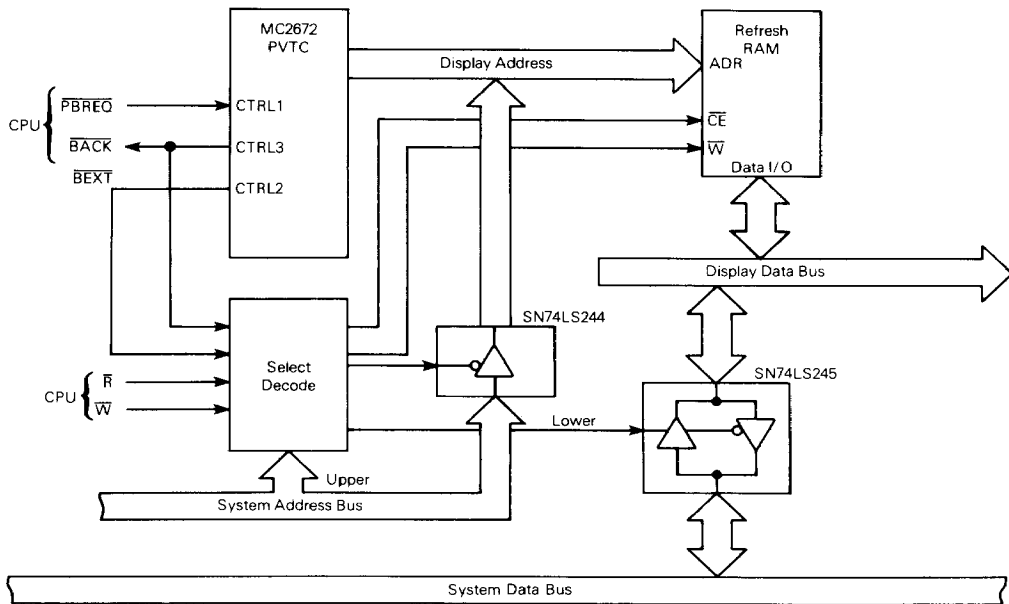 MC2672
PVTC
Refresh
RAM
ADR
Display Address
CPU
PBREQ
CTRL1
BACK
CTRL3
BEXT
CTRL2
CE
W
Data I/O
Display Data Bus
SN74LS244
SN74LS245
Select
Decode
CPU
R
W
Lower
Upper
System Address Bus
System Data Bus